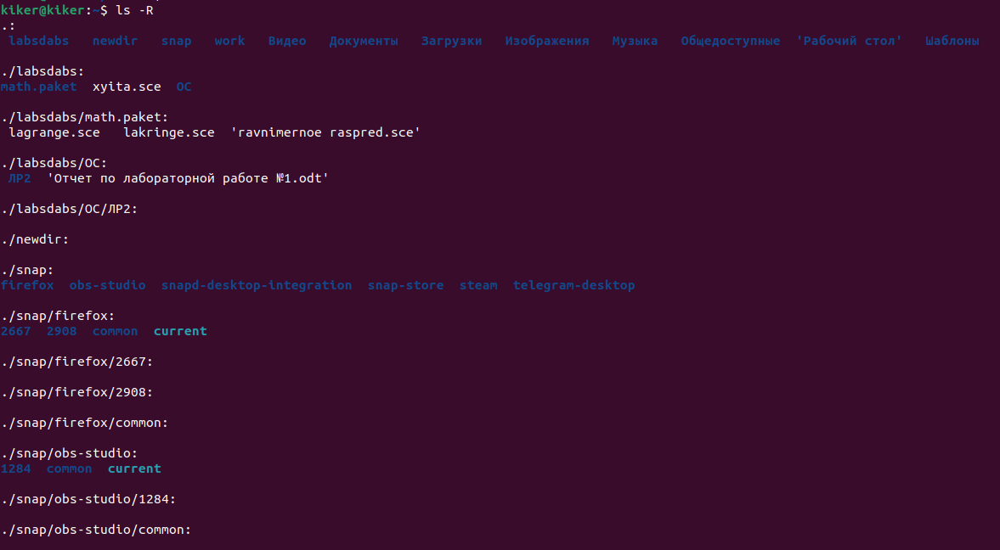 kiker@kiker:~$ ls -R
.:
labsdabs newdir snap work Видео Документы Загрузки Изображения Музыка Общедоступные 'Рабочий стол' Шаблоны
./labsdabs:
math.paket xyita.sce ОС
./labsdabs/math.paket:
lagrange.sce lakringe.sce 'ravnimernoe raspred.sce'
./labsdabs/ОС:
ЛР2 'Отчет по лабораторной работе №1.odt'
./labsdabs/ОС/ЛР2:
./newdir:
./snap:
firefox obs-studio snapd-desktop-integration snap-store steam telegram-desktop
./snap/firefox:
2667 2908 common current
./snap/firefox/2667:
./snap/firefox/2908:
./snap/firefox/common:
./snap/obs-studio:
1284 common current
./snap/obs-studio/1284:
./snap/obs-studio/common: